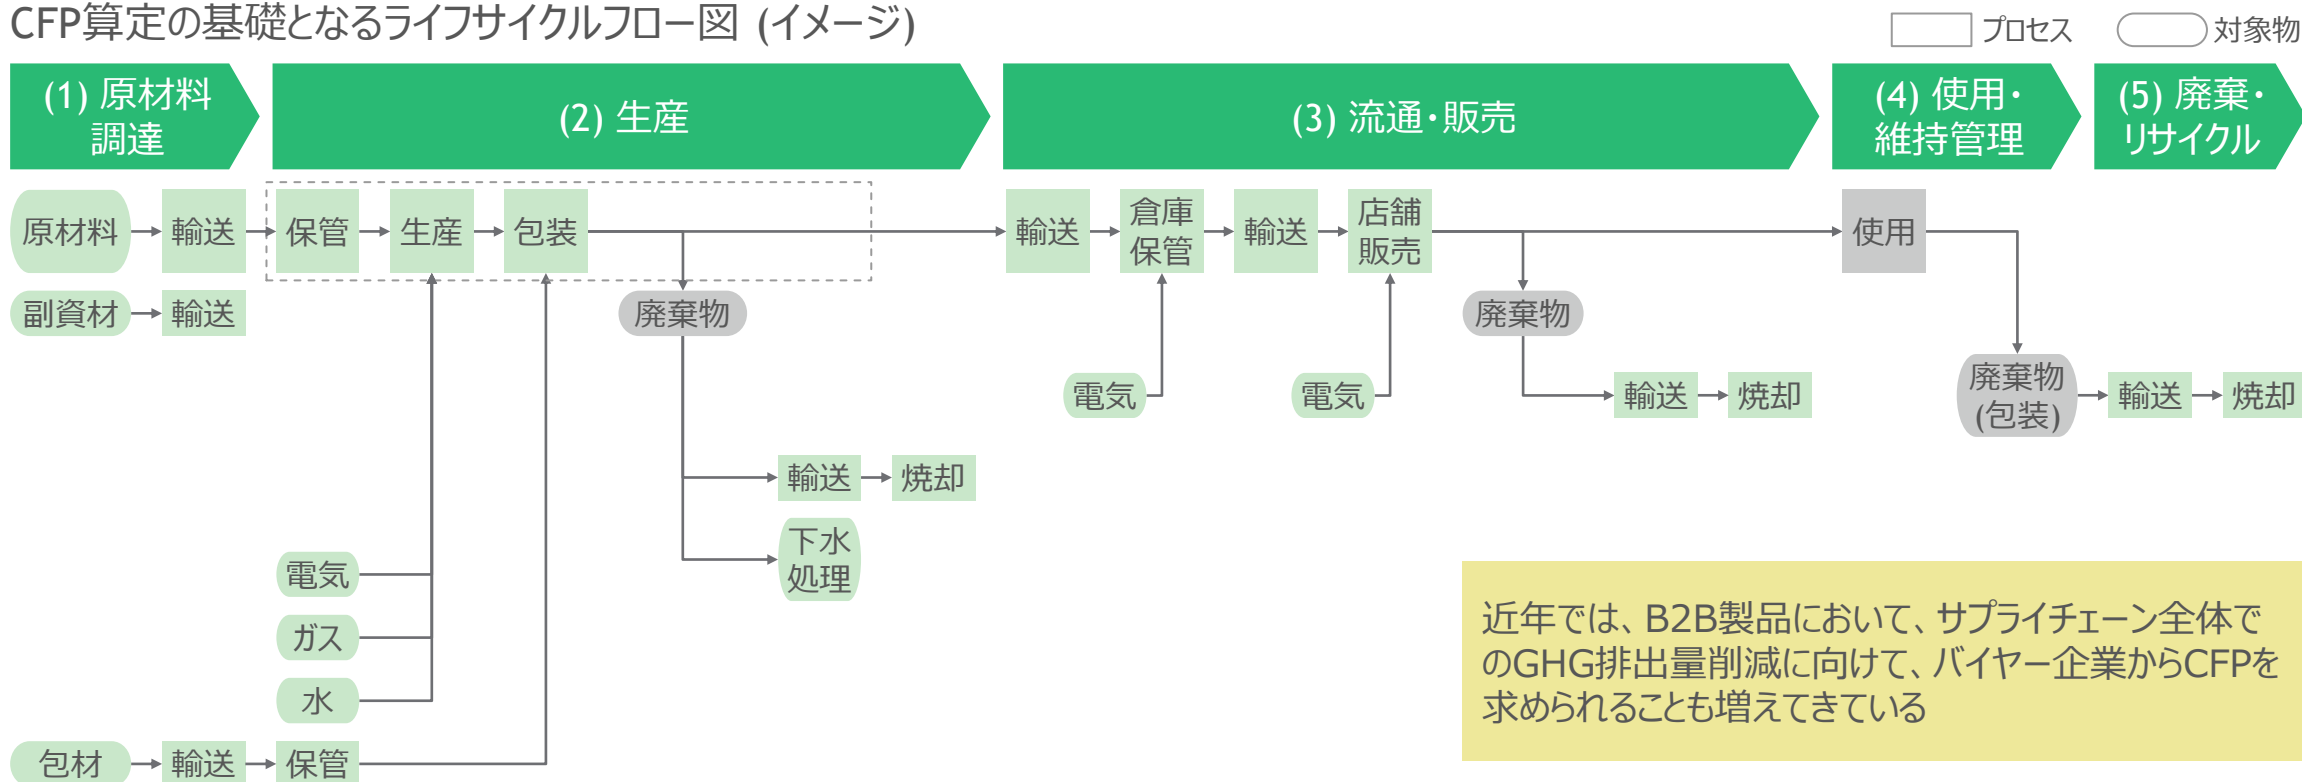 CFP算定の基礎となるライフサイクルフロー図 (イメージ)
プロセス
対象物
(1) 原材料
調達
(2) 生産
(3) 流通・販売
(4) 使用・
維持管理
(5) 廃棄・
リサイクル
原材料
輸送
保管
生産
包装
輸送
倉庫
保管
輸送
店舗
販売
使用
副資材
輸送
廃棄物
廃棄物
電気
電気
輸送
焼却
廃棄物
(包装)
輸送
焼却
輸送
焼却
下水
処理
電気
ガス
水
包材
輸送
保管
近年では、B2B製品において、サプライチェーン全体で
のGHG排出量削減に向けて、バイヤー企業からCFPを
求められることも増えてきている